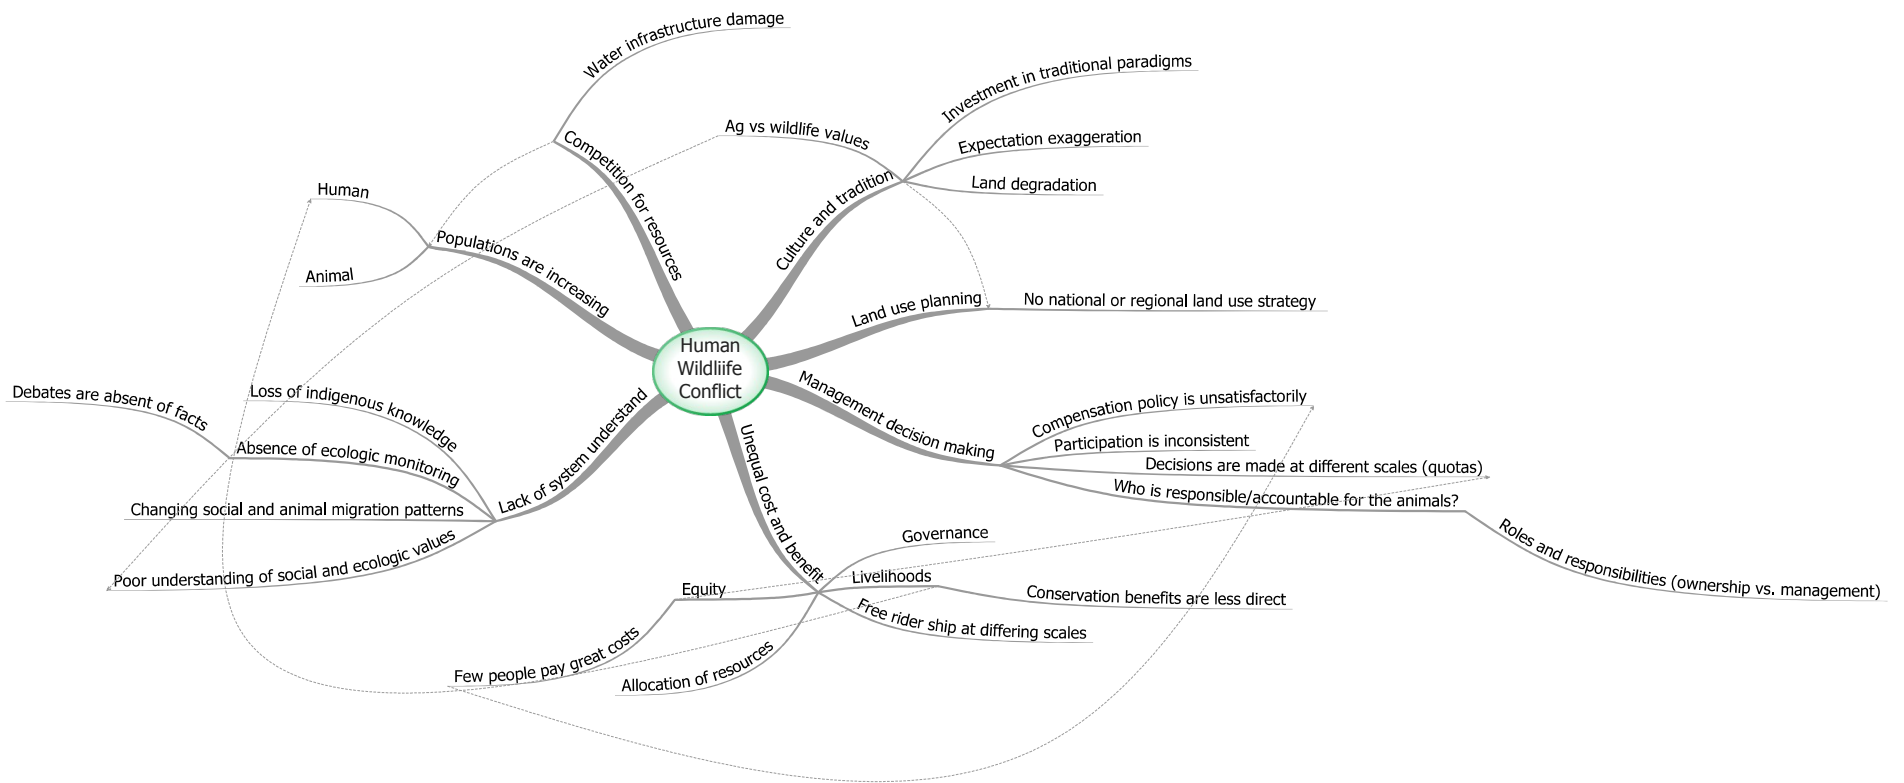 Human
Wildliife
Conflict
Competition for resources
Water infrastructure damage
Culture and tradition
Ag vs wildlife values
Investment in traditional paradigms
Expectation exaggeration
Land degradation
Land use planning
No national or regional land use strategy
Management decision making
Compensation policy is unsatisfactorily
Participation is inconsistent
Decisions are made at different scales (quotas)
Who is responsible/accountable for the animals?
Roles and responsibilities (ownership vs. management)
Unequal cost and benefit
Governance
Livelihoods
Conservation benefits are less direct
Free rider ship at differing scales
Equity
Few people pay great costs
Allocation of resources
Lack of system understand
Loss of indigenous knowledge
Absence of ecologic monitoring
Debates are absent of facts
Changing social and animal migration patterns
Poor understanding of social and ecologic values
Populations are increasing
Human
Animal